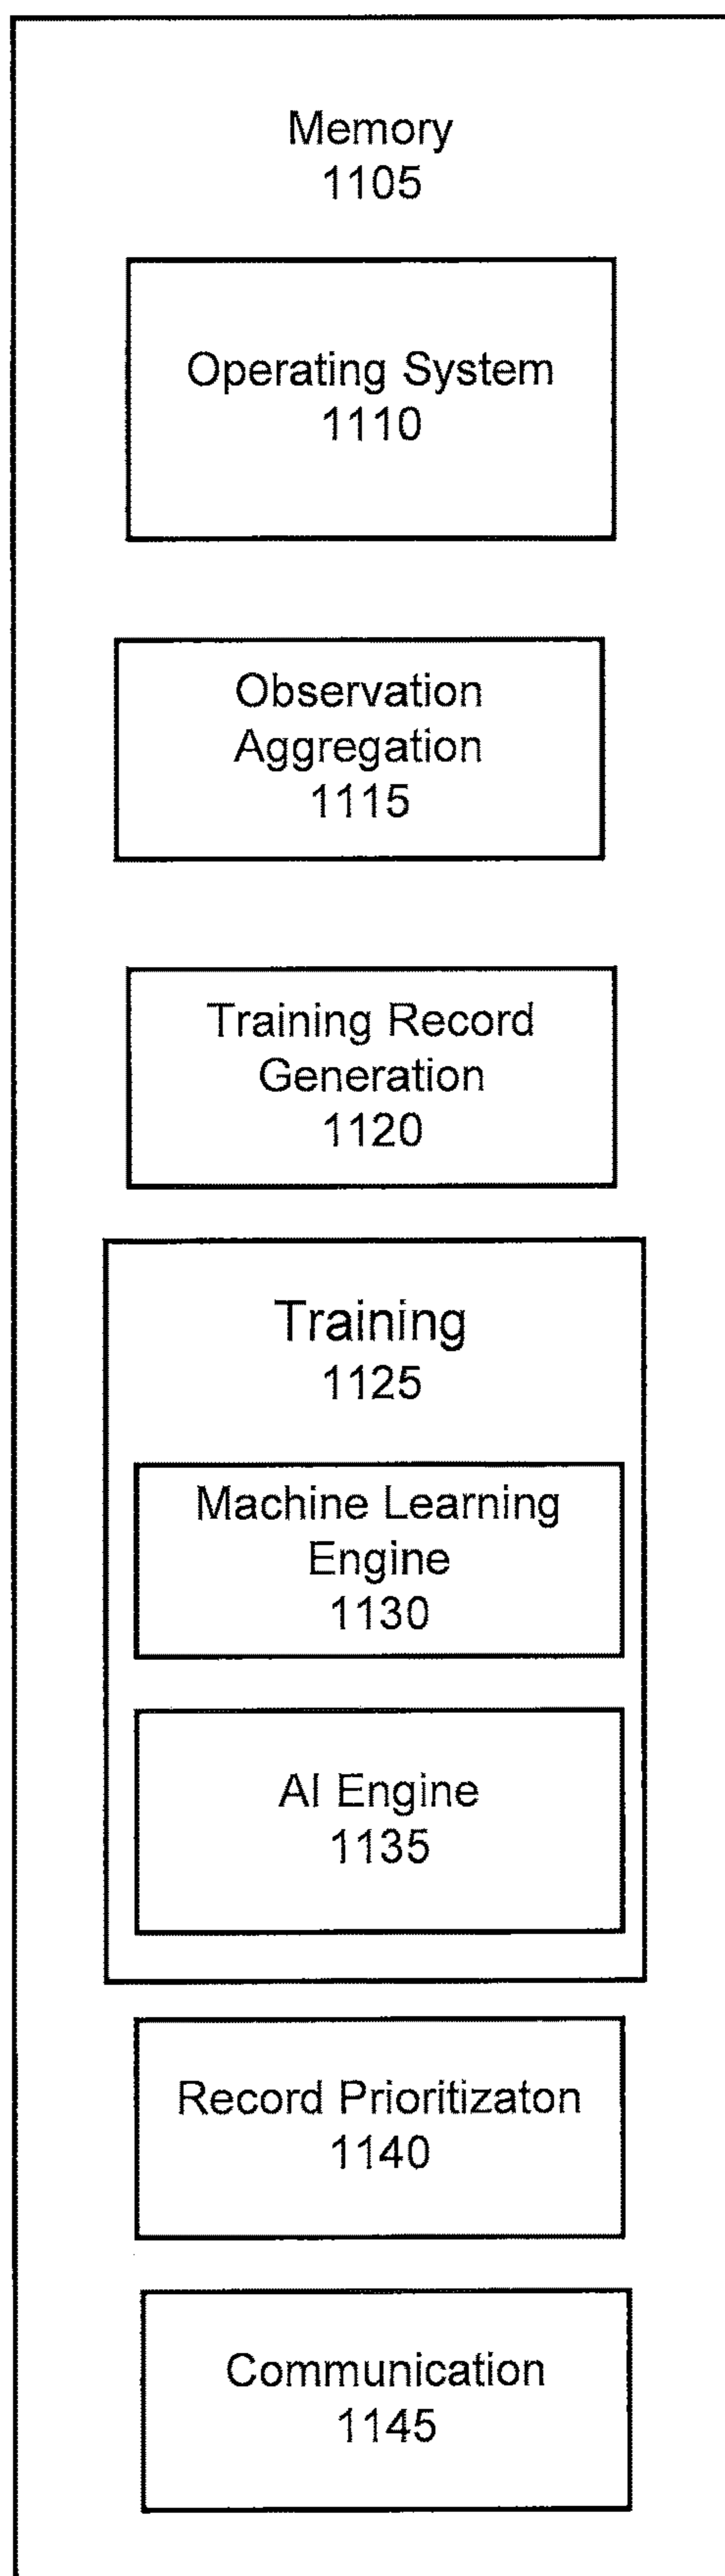 Memory
1105
Operating System
1110
Observation
Aggregation
1115
Training Record
Generation
1120
Training
1125
Machine Learning
Engine
1130
AI Engine
1135
Record Prioritizaton
1140
Communication
1145